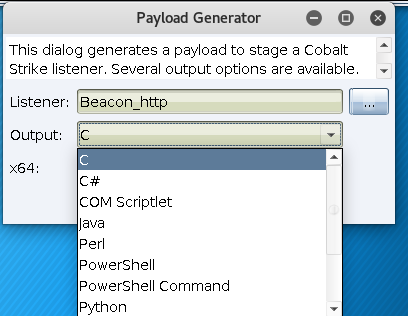 Payload Generator
This dialog generates a payload to stage a Cobalt
Strike listener. Several output options are available.
Listener: Beacon_http ...
Output: C
x64:
C
C#
COM Scriptlet
Java
Perl
PowerShell
PowerShell Command
Python